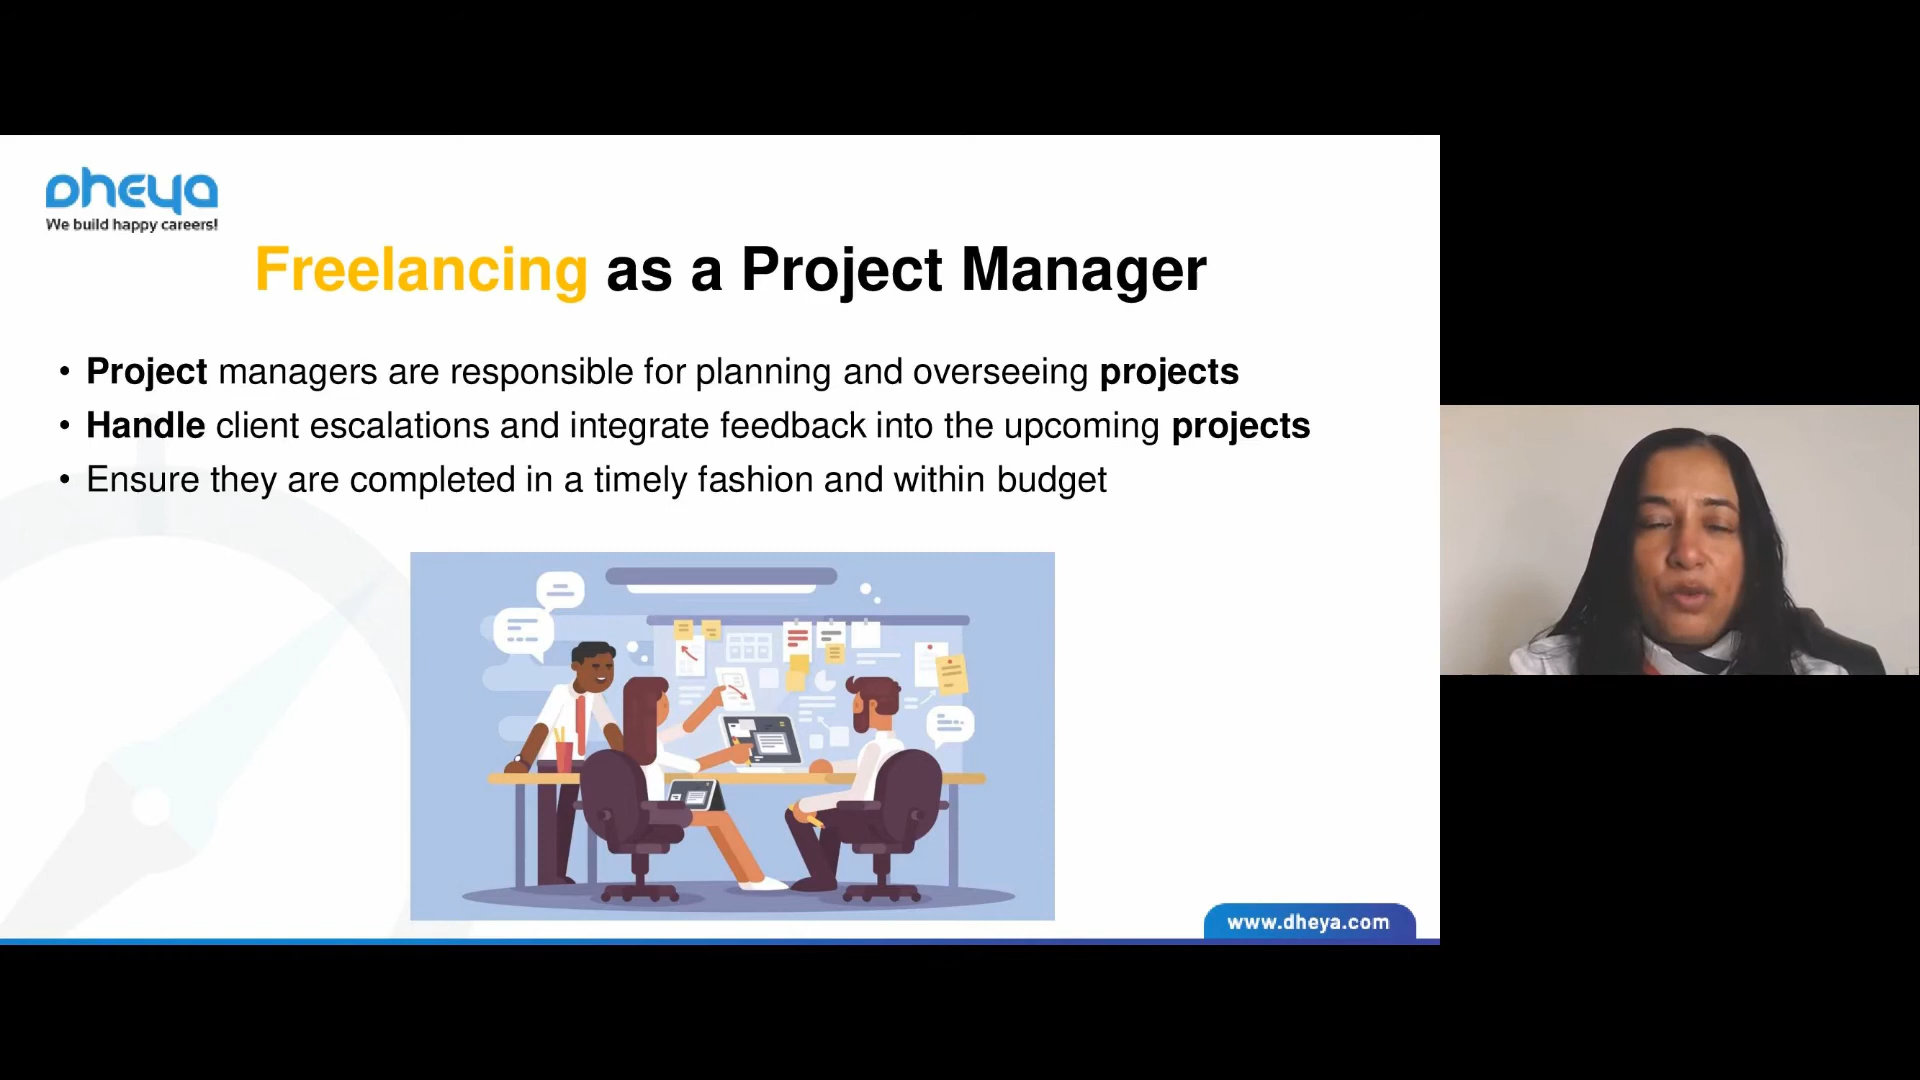 Dheya
We build happy careers!
Freelancing as a Project Manager
• Project managers are responsible for planning and overseeing projects
• Handle client escalations and integrate feedback into the upcoming projects
• Ensure they are completed in a timely fashion and within budget
www.dheya.com